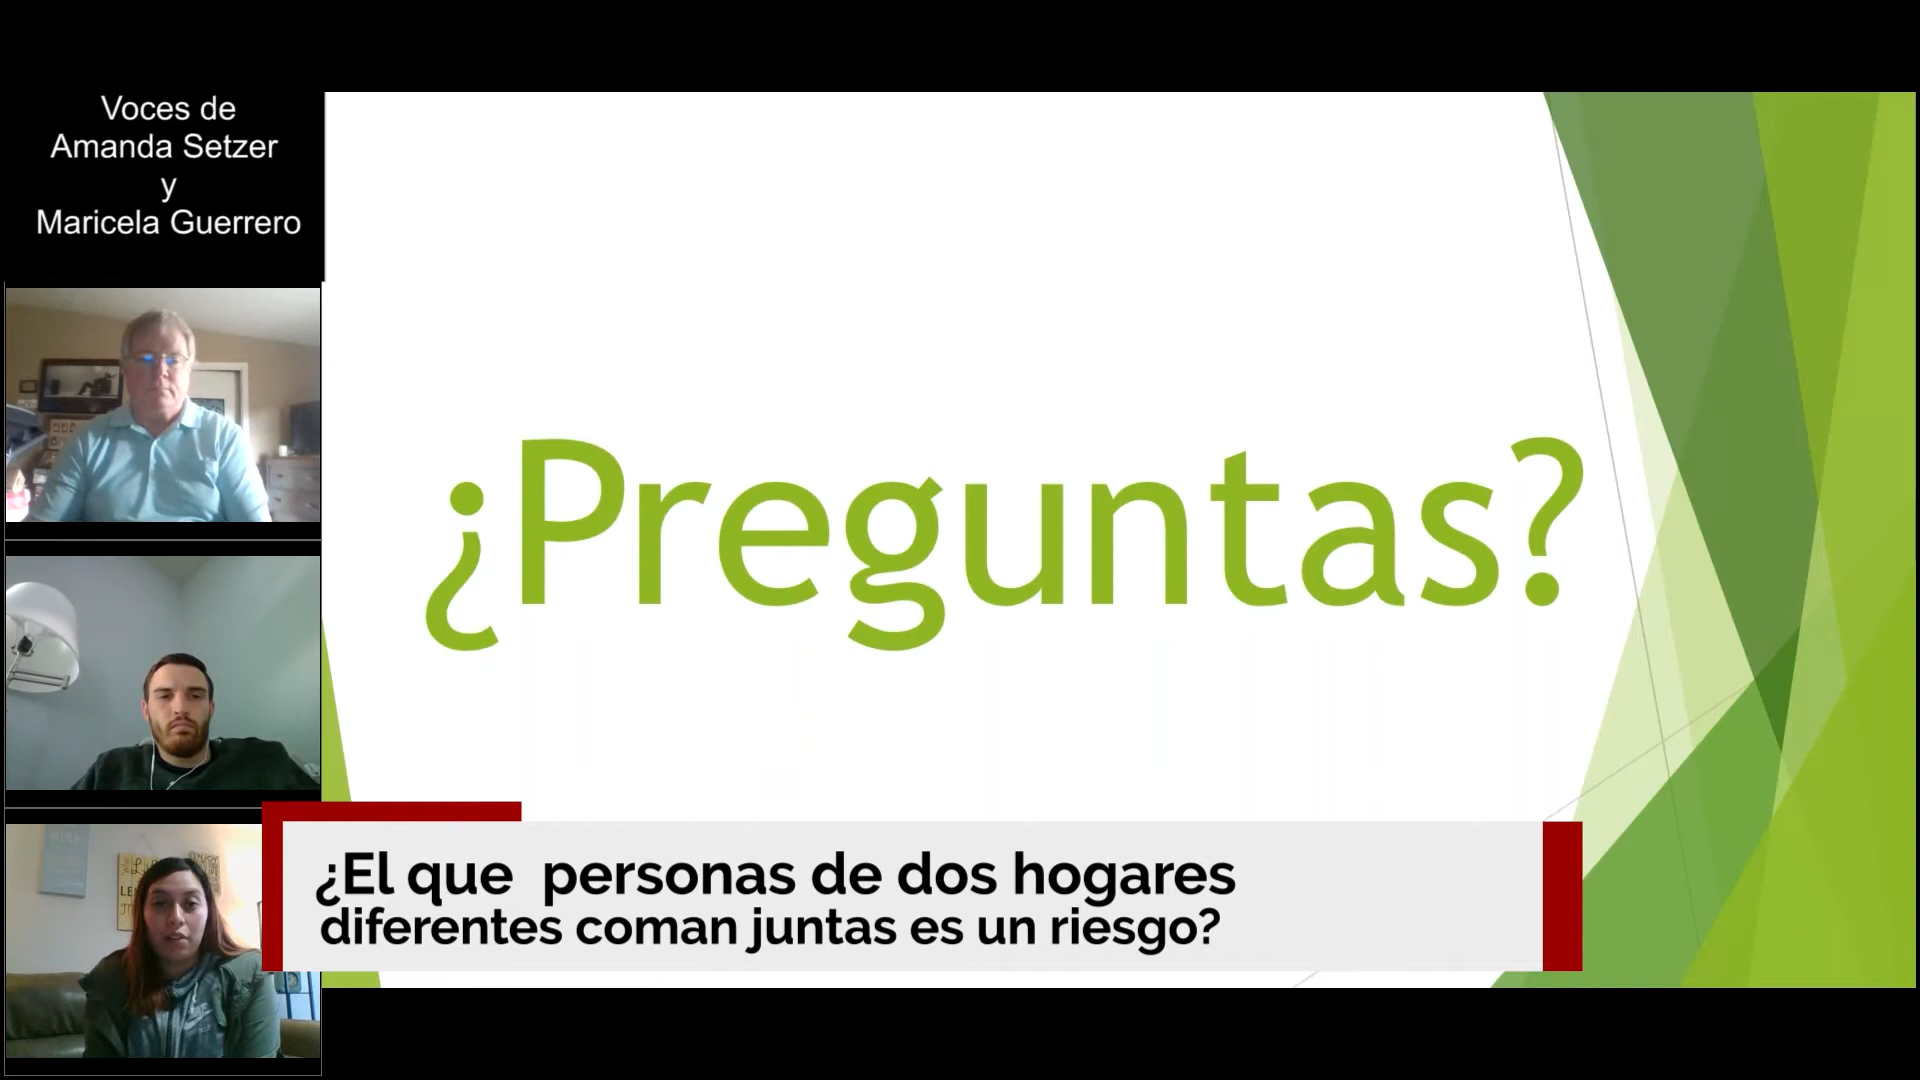 Voces de
Amanda Setzer
y
Maricela Guerrero
¿Preguntas?
¿El que  personas de dos hogares
diferentes coman juntas es un riesgo?